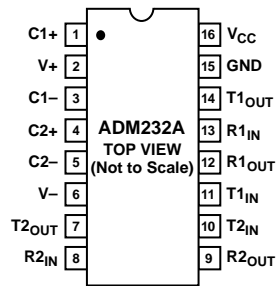 C1+ 1 16 VCC
V+ 2 15 GND
C1– 3 14 T1OUT
C2+ 4 ADM232A 13 R1IN
TOP VIEW
C2– 5 (Not to Scale) 12 R1OUT
V– 6 11 T1IN
T2OUT 7 10 T2IN
R2IN 8 9 R2OUT